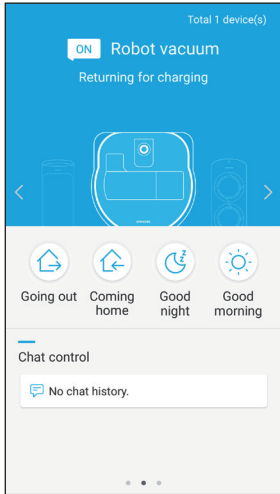 Total 1 device(s)
ON Robot vacuum
Returning for charging
SAMSUNG
Going out
Coming
home
Good
night
Good
morning
Chat control
No chat history.